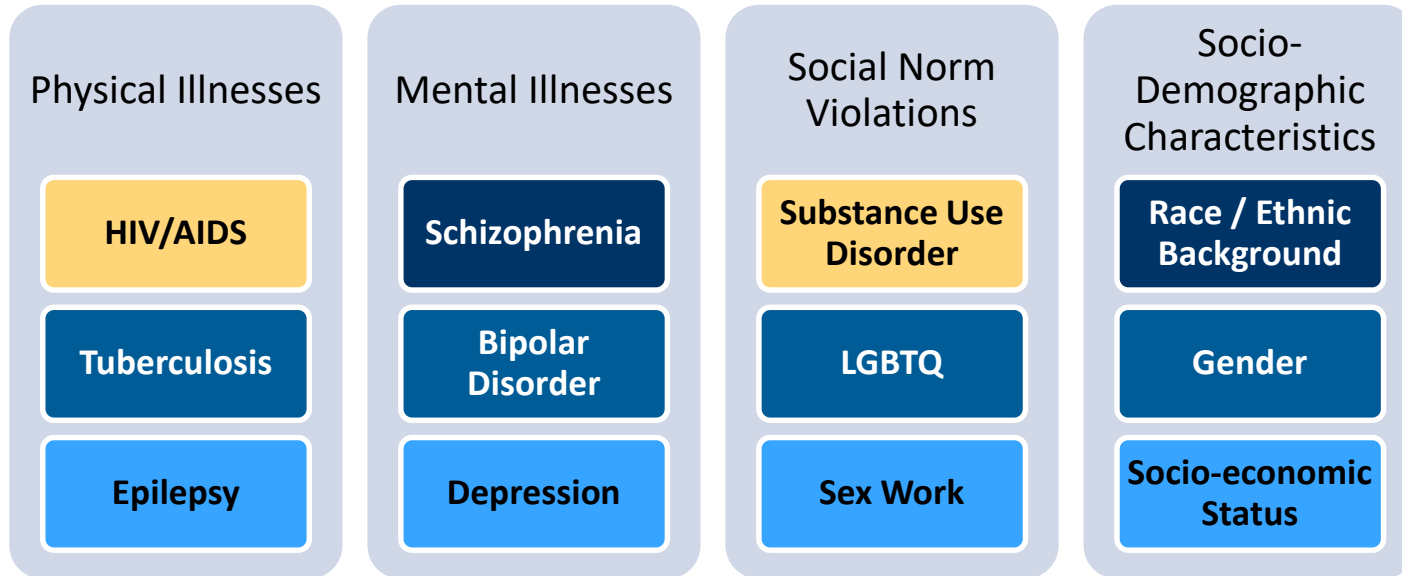 Physical Illnesses
HIV/AIDS
Tuberculosis
Epilepsy
Mental Illnesses
Schizophrenia
Bipolar
Disorder
Depression
Social Norm
Violations
Substance Use
Disorder
LGBTQ
Sex Work
Socio-
Demographic
Characteristics
Race / Ethnic
Background
Gender
Socio-economic
Status